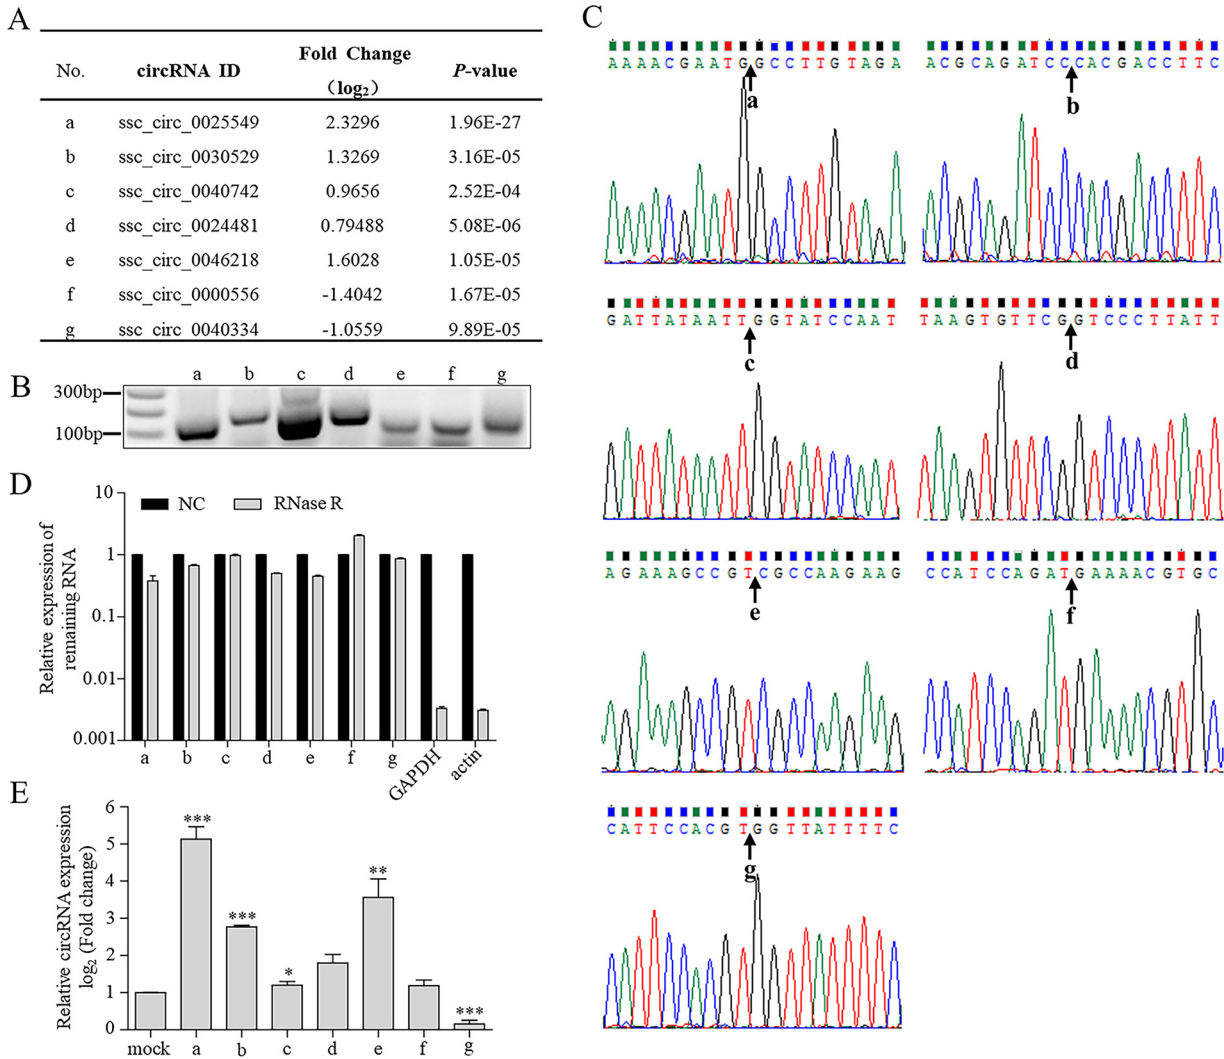 A
No. circRNA ID Fold Change (log₂) P-value
a ssc_circ_0025549 2.3296 1.96E-27
b ssc_circ_0030529 1.3269 3.16E-05
c ssc_circ_0040742 0.9656 2.52E-04
d ssc_circ_0024481 0.79488 5.08E-06
e ssc_circ_0046218 1.6028 1.05E-05
f ssc_circ_0000556 -1.4042 1.67E-05
g ssc circ 0040334 -1.0559 9.89E-05
B
a b c d e f g
300bp
100bp
C
AAAACGAATGGCCTTGTAGA
a
ACGCAGATCCCACGACCTTC
b
GATTATAATTGGTATCCAAT
c
TAAGTGTTCGGTCCCTTATT
d
AGAAAGCCGTCGCCAAGAAG
e
CCATCCAGATGAAAACGTGC
f
CATTCCACGTGGTTATTTTC
g
D
NC RNase R
Relative expression of
remaining RNA
10
1
0.1
0.01
0.001
a b c d e f g GAPDH actin
E
Relative circRNA expression
log₂ (Fold change)
6
5
4
3
2
1
0
*** *** * ** ***
mock a b c d e f g